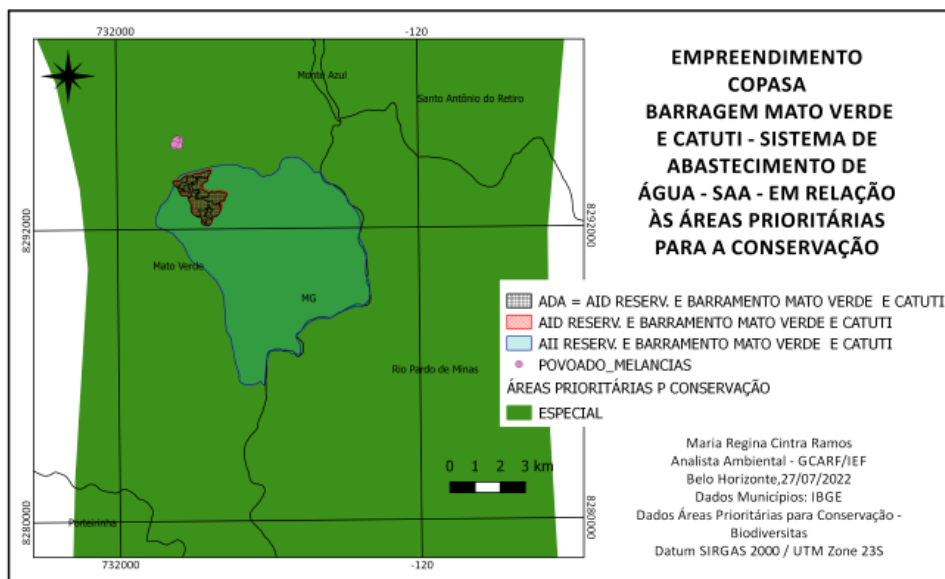 732000
-120
Monte Azul
Santo Antônio do Retiro
8292000
8292000
Mato Verde
MG
Rio Pardo de Minas
0 1 2 3 km
8280000
8280000
Porteirinha
732000
-120
EMPREENDIMENTO
COPASA
BARRAGEM MATO VERDE
E CATUTI - SISTEMA DE
ABASTECIMENTO DE
ÁGUA - SAA - EM RELAÇÃO
ÀS ÁREAS PRIORITÁRIAS
PARA A CONSERVAÇÃO
ADA = AID RESERV. E BARRAMENTO MATO VERDE E CATUTI
AID RESERV. E BARRAMENTO MATO VERDE E CATUTI
AII RESERV. E BARRAMENTO MATO VERDE E CATUTI
POVOADO_MELANCIAS
ÁREAS PRIORITÁRIAS P CONSERVAÇÃO
ESPECIAL
Maria Regina Cintra Ramos
Analista Ambiental - GCARF/IEF
Belo Horizonte,27/07/2022
Dados Municípios: IBGE
Dados Áreas Prioritárias para Conservação -
Biodiversitas
Datum SIRGAS 2000 / UTM Zone 23S